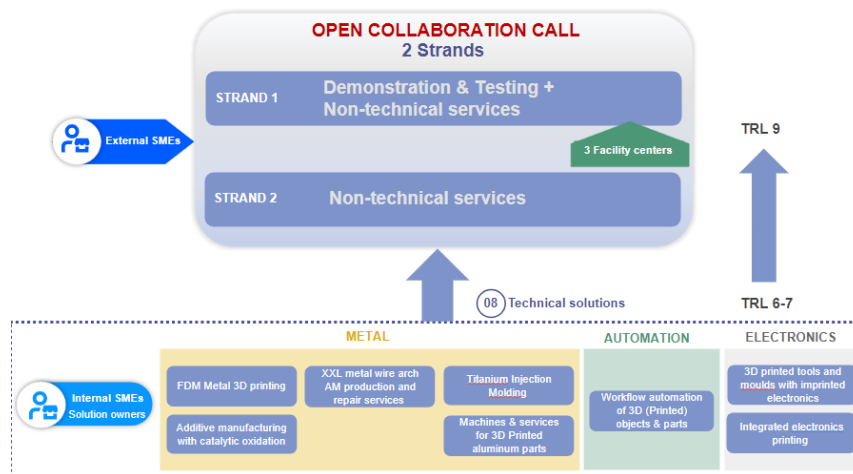 OPEN COLLABORATION CALL
2 Strands
STRAND 1
Demonstration & Testing +
Non-technical services
External SMEs
3 Facility centers
TRL 9
STRAND 2
Non-technical services
08
Technical solutions
TRL 6-7
METAL
AUTOMATION
ELECTRONICS
Internal SMEs
Solution owners
FDM Metal 3D printing
XXL metal wire arch
AM production and
repair services
Titanium Injection
Molding
Additive manufacturing
with catalytic oxidation
Machines & services
for 3D Printed
aluminum parts
Workflow automation
of 3D (Printed)
objects & parts
3D printed tools and
moulds with imprinted
electronics
Integrated electronics
printing